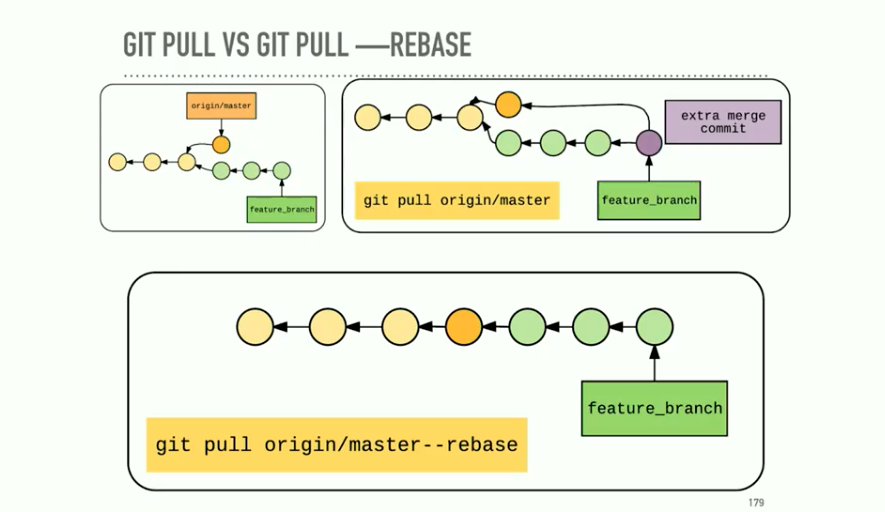 GIT PULL VS GIT PULL —REBASE
origin/master
feature_branch
extra merge
commit
git pull origin/master
feature_branch
feature_branch
git pull origin/master--rebase
179